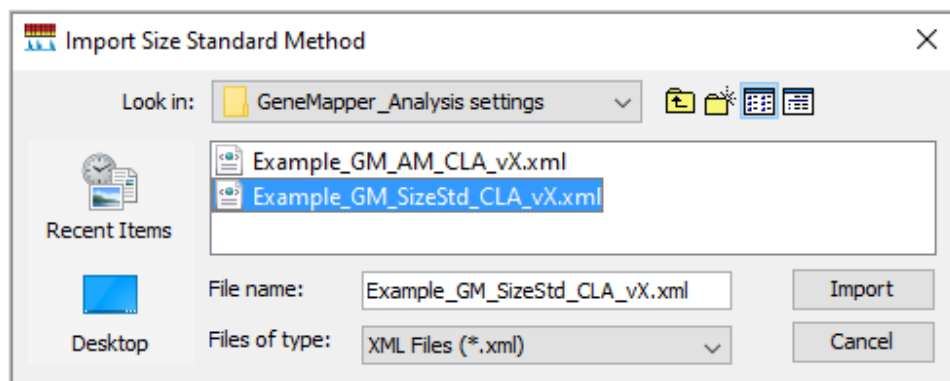 Import Size Standard Method
Look in: GeneMapper_Analysis settings
Example_GM_AM_CLA_vX.xml
Example_GM_SizeStd_CLA_vX.xml
Recent Items
File name: Example_GM_SizeStd_CLA_vX.xml Import
Desktop Files of type: XML Files (*.xml) Cancel